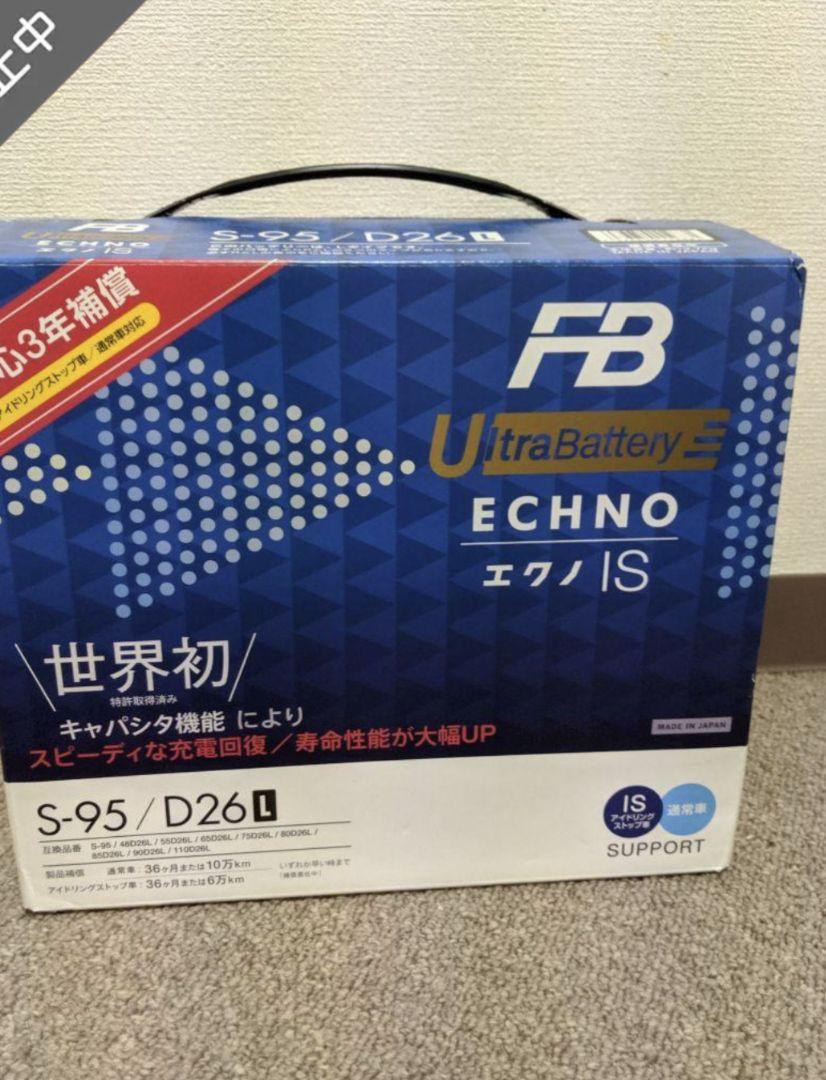 止中
FB
S-95/D26 L
ECHNO
IS
心3年補償
アイドリングストップ車/通常車対応
FB
UltraBattery
ECHNO
エクノ IS
世界初
特許取得済み
キャパシタ機能 により
スピーディな充電回復/寿命性能が大幅UP
MADE IN JAPAN
S-95/D26 L
互換品番 S-95 / 48D26L / 55D26L / 65D26L / 75D26L / 80D26L /
85D26L / 90D26L / 110D26L
製品補償 通常車:36ヶ月または10万km いずれか早い時まで
アイドリングストップ車:36ヶ月または6万km
IS
アイドリング
ストップ車
通常車
SUPPORT